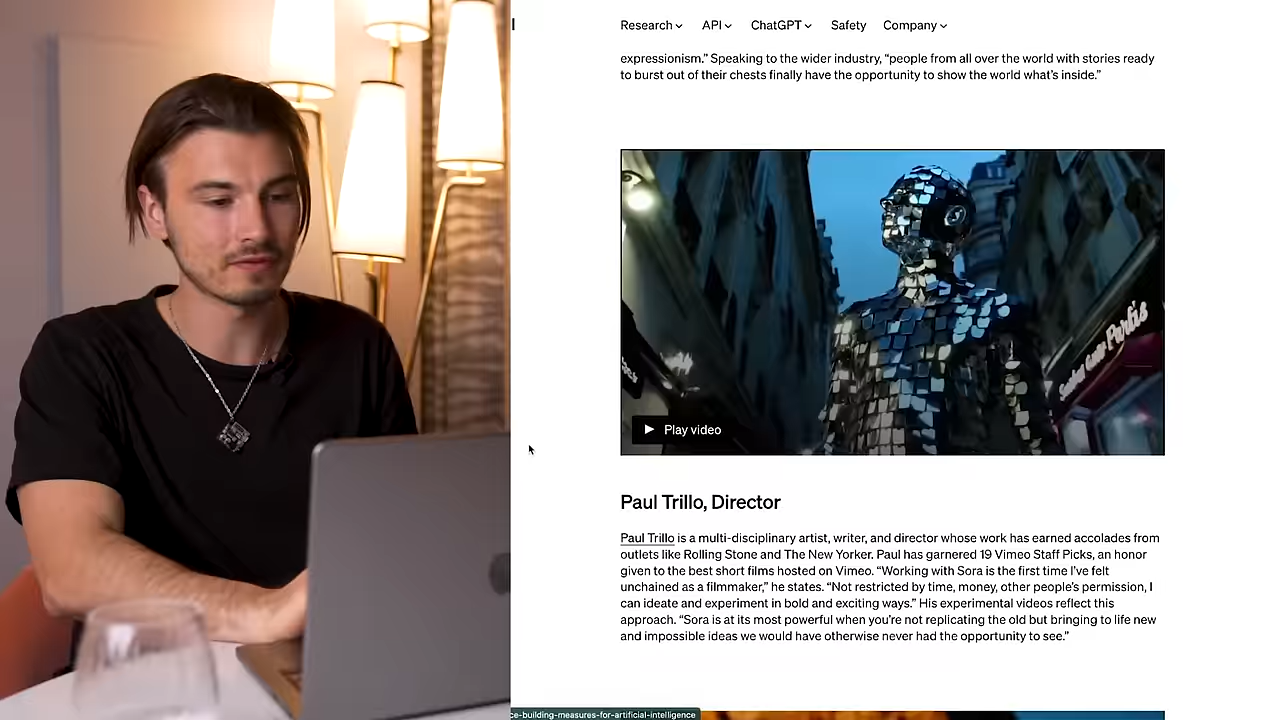 Research API ChatGPT Safety Company
expressionism.” Speaking to the wider industry, “people from all over the world with stories ready
to burst out of their chests finally have the opportunity to show the world what’s inside.”
Play video
Paul Trillo, Director
Paul Trillo is a multi-disciplinary artist, writer, and director whose work has earned accolades from
outlets like Rolling Stone and The New Yorker. Paul has garnered 19 Vimeo Staff Picks, an honor
given to the best short films hosted on Vimeo. “Working with Sora is the first time I’ve felt
unchained as a filmmaker,” he states. “Not restricted by time, money, other people’s permission, I
can ideate and experiment in bold and exciting ways.” His experimental videos reflect this
approach. “Sora is at its most powerful when you’re not replicating the old but bringing to life new
and impossible ideas we would have otherwise never had the opportunity to see.”
ce-building-measures-for-artificial-intelligence